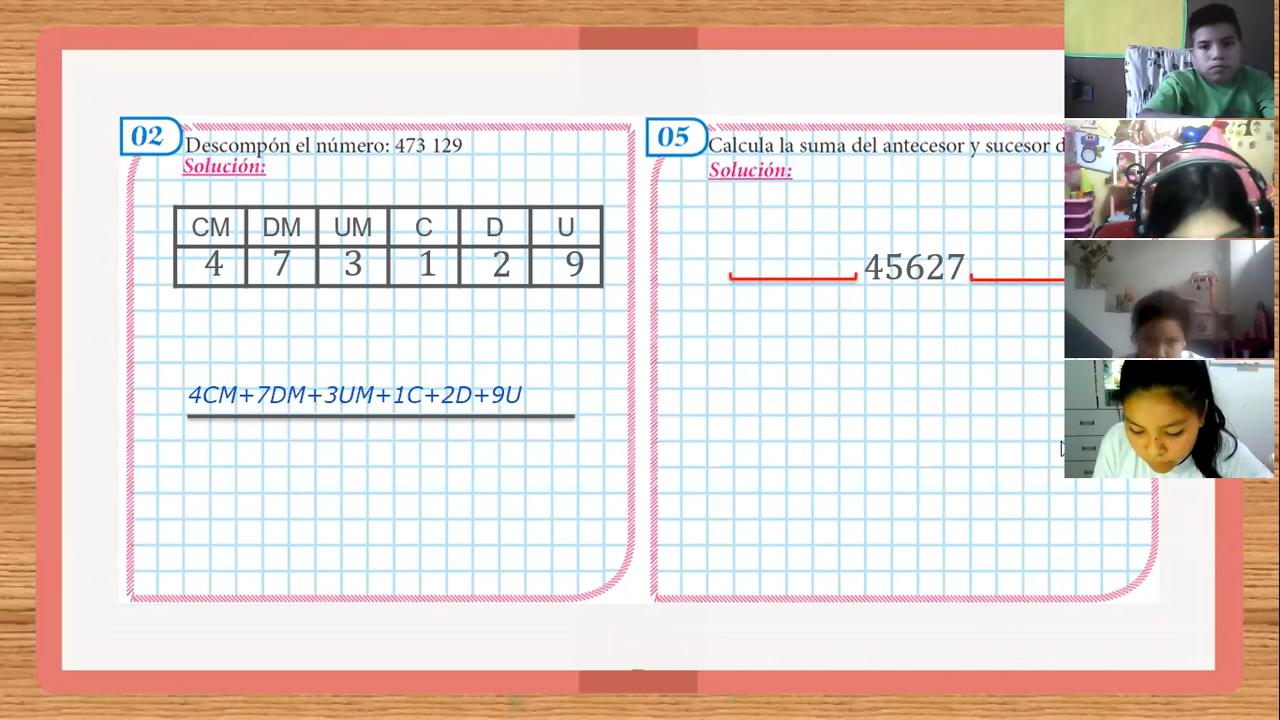 02
Descompón el número: 473 129
Solución:
CM DM UM C D U
4 7 3 1 2 9
4CM+7DM+3UM+1C+2D+9U
05
Calcula la suma del antecesor y sucesor d
Solución:
45627